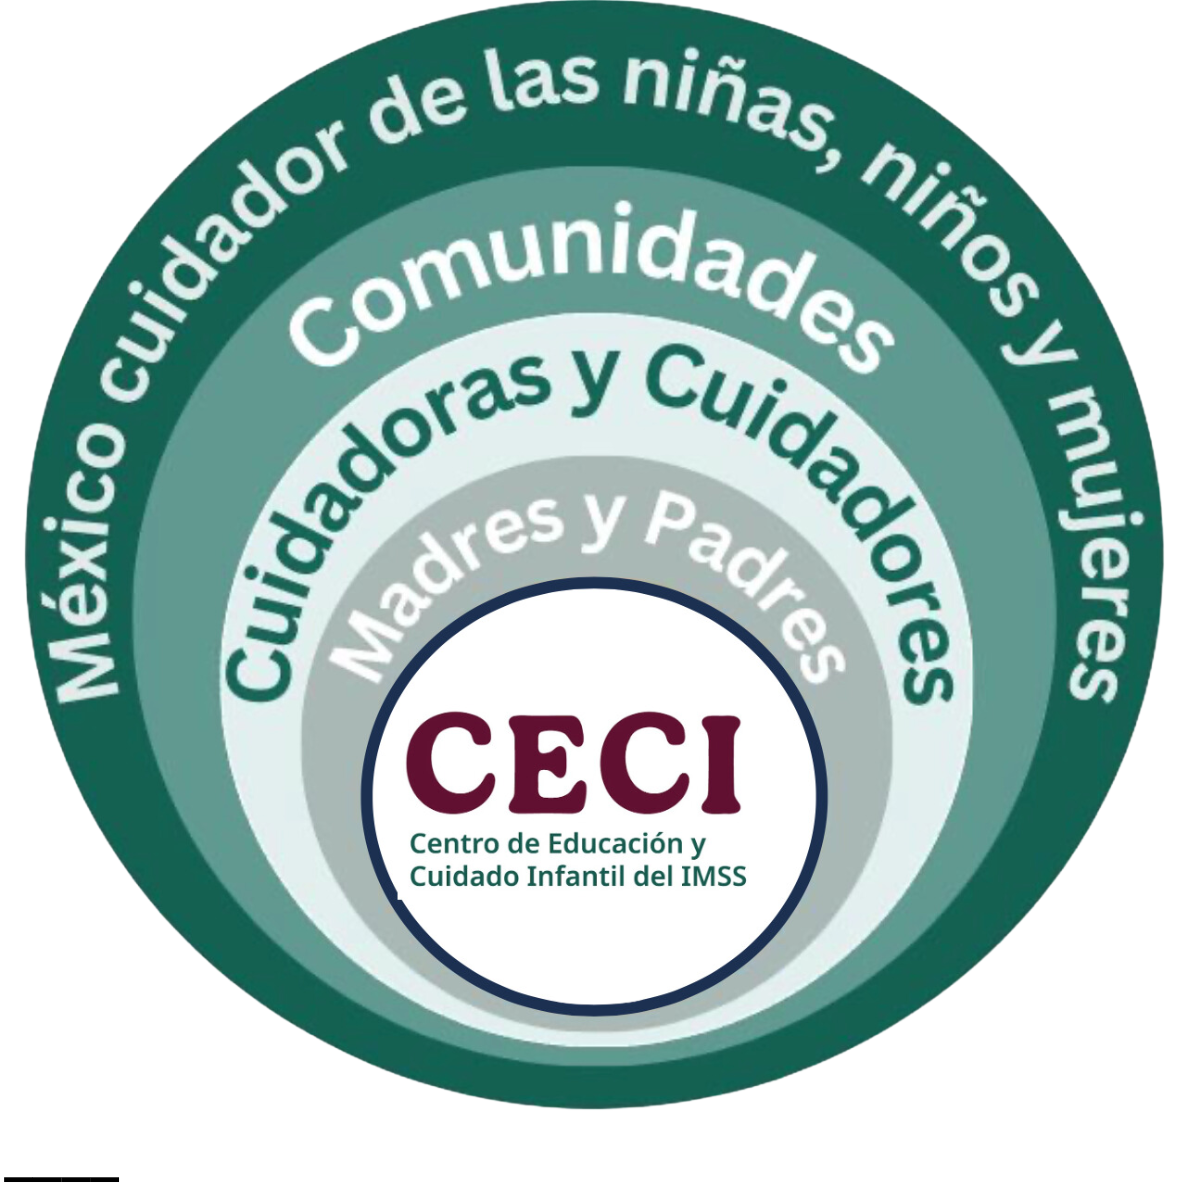 México cuidador de las niñas, niños y mujeres
Comunidades
Cuidadoras y Cuidadores
Madres y Padres
CECI
Centro de Educación y
Cuidado Infantil del IMSS